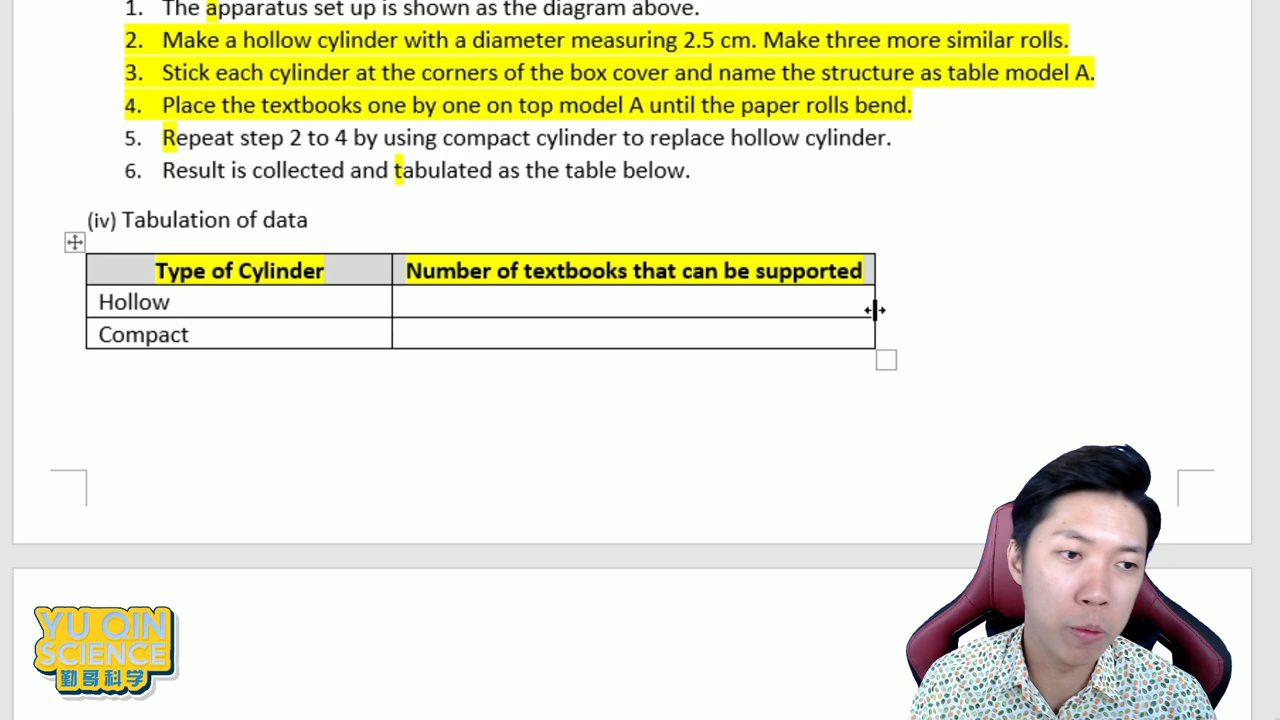 1. The apparatus set up is shown as the diagram above.
2. Make a hollow cylinder with a diameter measuring 2.5 cm. Make three more similar rolls.
3. Stick each cylinder at the corners of the box cover and name the structure as table model A.
4. Place the textbooks one by one on top model A until the paper rolls bend.
5. Repeat step 2 to 4 by using compact cylinder to replace hollow cylinder.
6. Result is collected and tabulated as the table below.
(iv) Tabulation of data
Type of Cylinder Number of textbooks that can be supported
Hollow
Compact
YU QIN
SCIENCE
勤哥科学